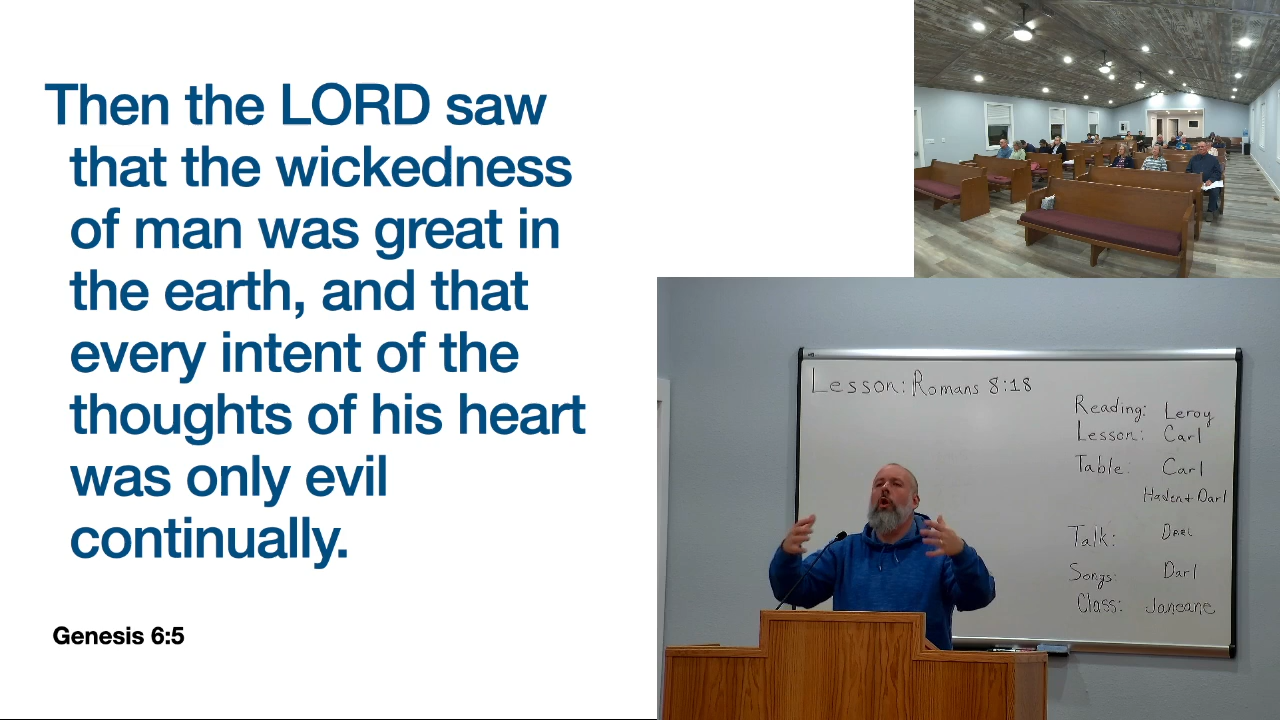 Then the LORD saw
that the wickedness
of man was great in
the earth, and that
every intent of the
thoughts of his heart
was only evil
continually.
Genesis 6:5
Lesson: Romans 8:18
Reading: Leroy
Lesson: Carl
Table: Carl
Darl
Talk:
Songs: Darl
Class: Janeane